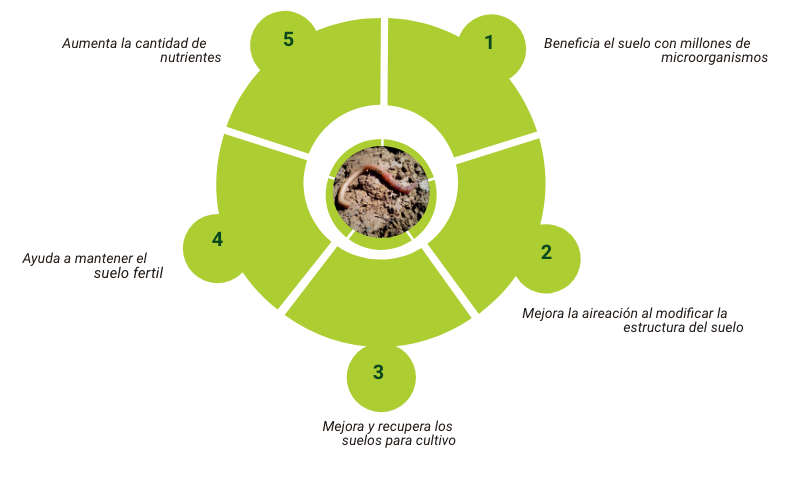 1
Beneficia el suelo con millones de
microorganismos
2
Mejora la aireación al modificar la
estructura del suelo
3
Mejora y recupera los
suelos para cultivo
4
Ayuda a mantener el
suelo fertil
5
Aumenta la cantidad de
nutrientes